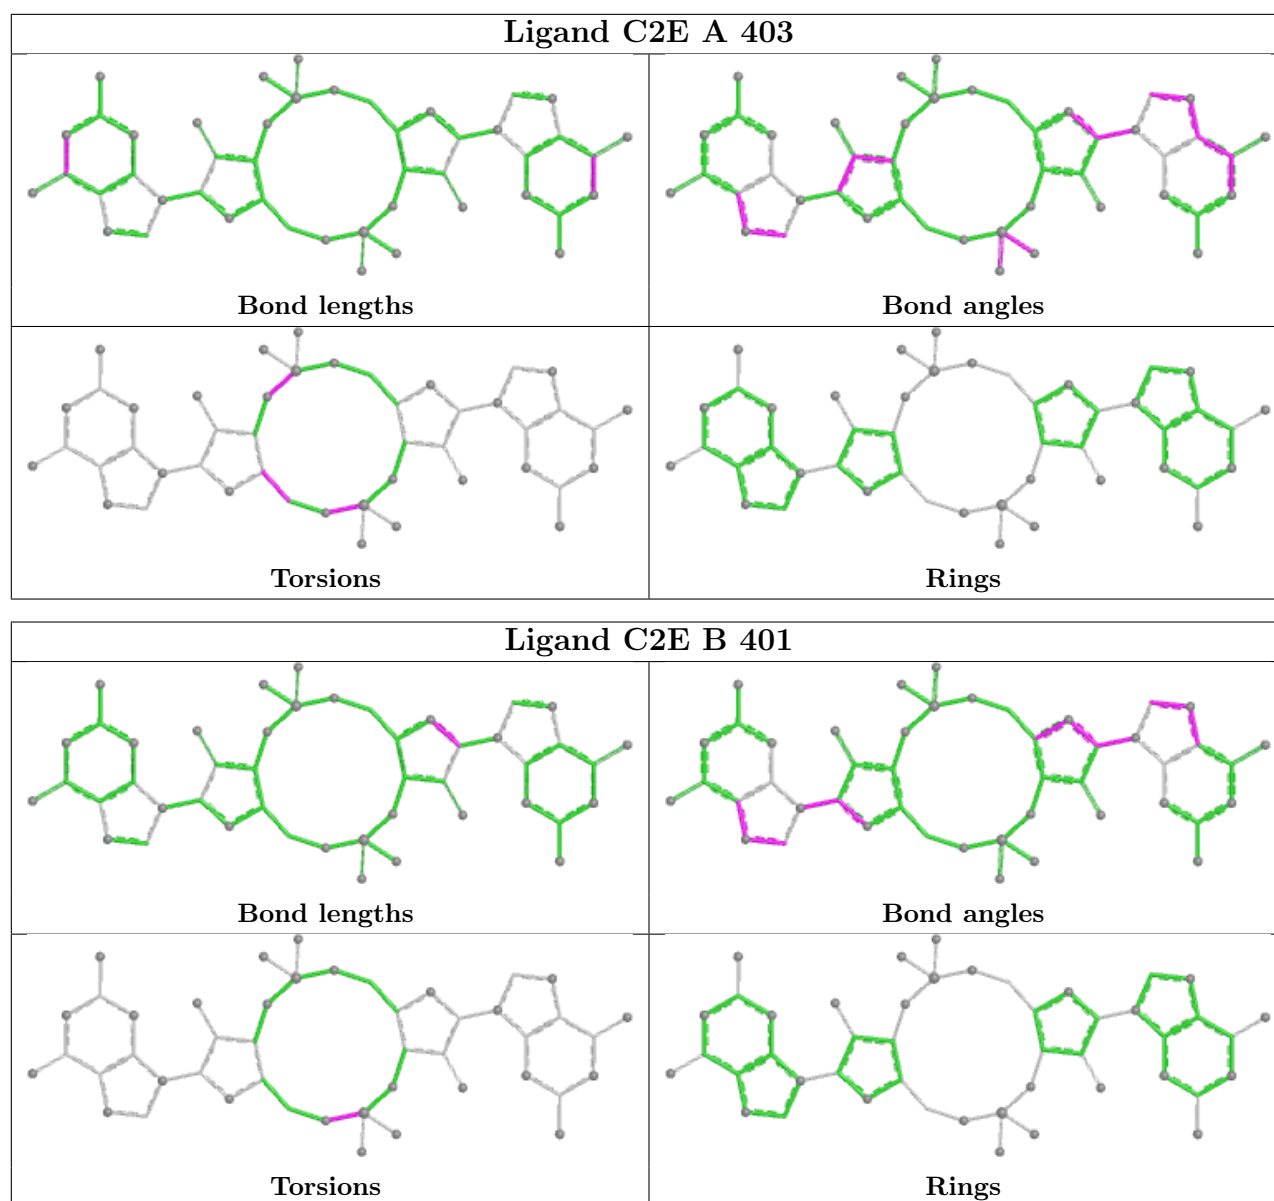 Ligand C2E A 403
Bond lengths
Bond angles
Torsions
Rings
Ligand C2E B 401
Bond lengths
Bond angles
Torsions
Rings